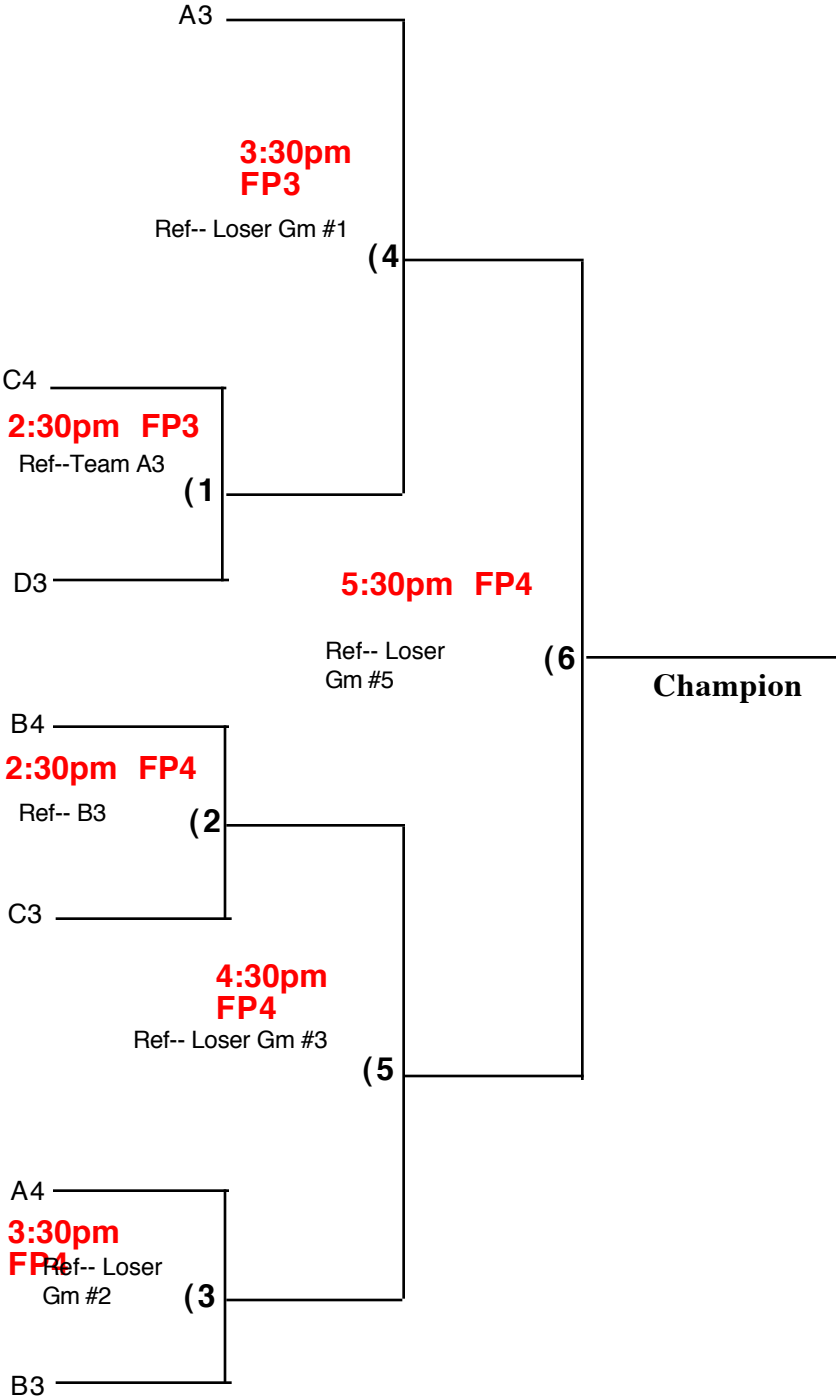 A3
3:30pm
FP3
Ref-- Loser Gm #1
(4
C4
2:30pm FP3
Ref--Team A3
(1
D3
5:30pm FP4
Ref-- Loser
Gm #5
(6
Champion
B4
2:30pm FP4
Ref-- B3
(2
C3
4:30pm
FP4
Ref-- Loser Gm #3
(5
A4
3:30pm
FP4
Ref-- Loser
Gm #2
(3
B3